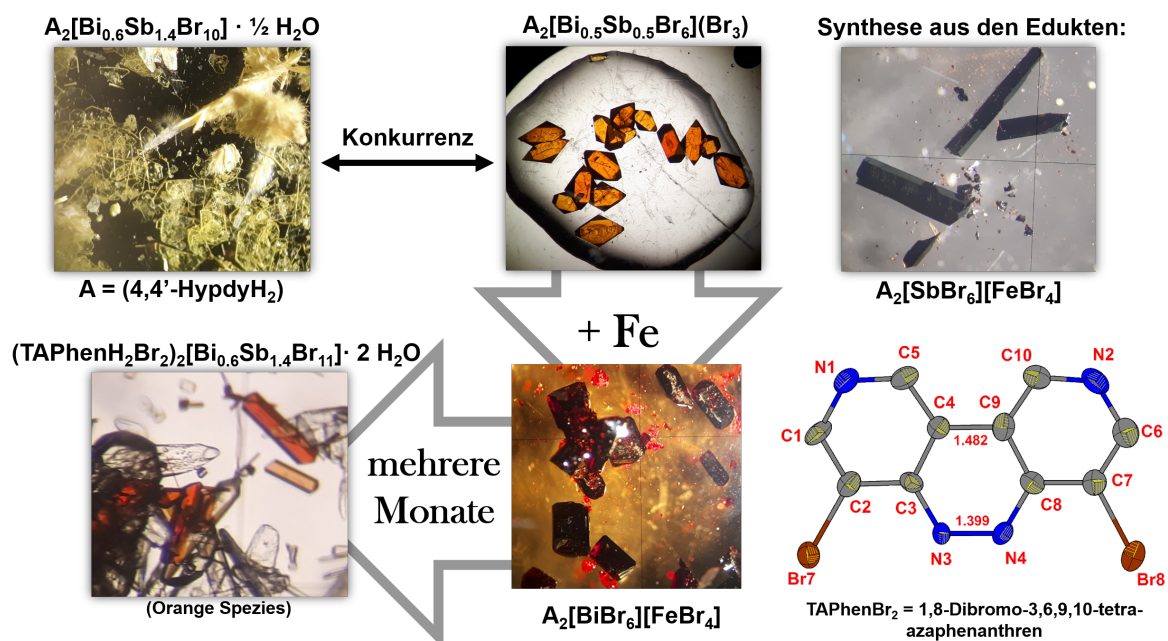 A₂[Bi₀.₆Sb₁.₄Br₁₀] · ½ H₂O
A₂[Bi₀.₅Sb₀.₅Br₆](Br₃)
Synthese aus den Edukten:
Konkurrenz
A = (4,4’-HypdyH₂)
A₂[SbBr₆][FeBr₄]
+ Fe
(TAPhenH₂Br₂)₂[Bi₀.₆Sb₁.₄Br₁₁]· 2 H₂O
mehrere
Monate
(Orange Spezies)
A₂[BiBr₆][FeBr₄]
N1
C5
C10
N2
C4
C9
C1
1.482
C6
C2
C3
C8
C7
1.399
N3
N4
Br7
Br8
TAPhenBr₂ = 1,8-Dibromo-3,6,9,10-tetra-
azaphenanthren